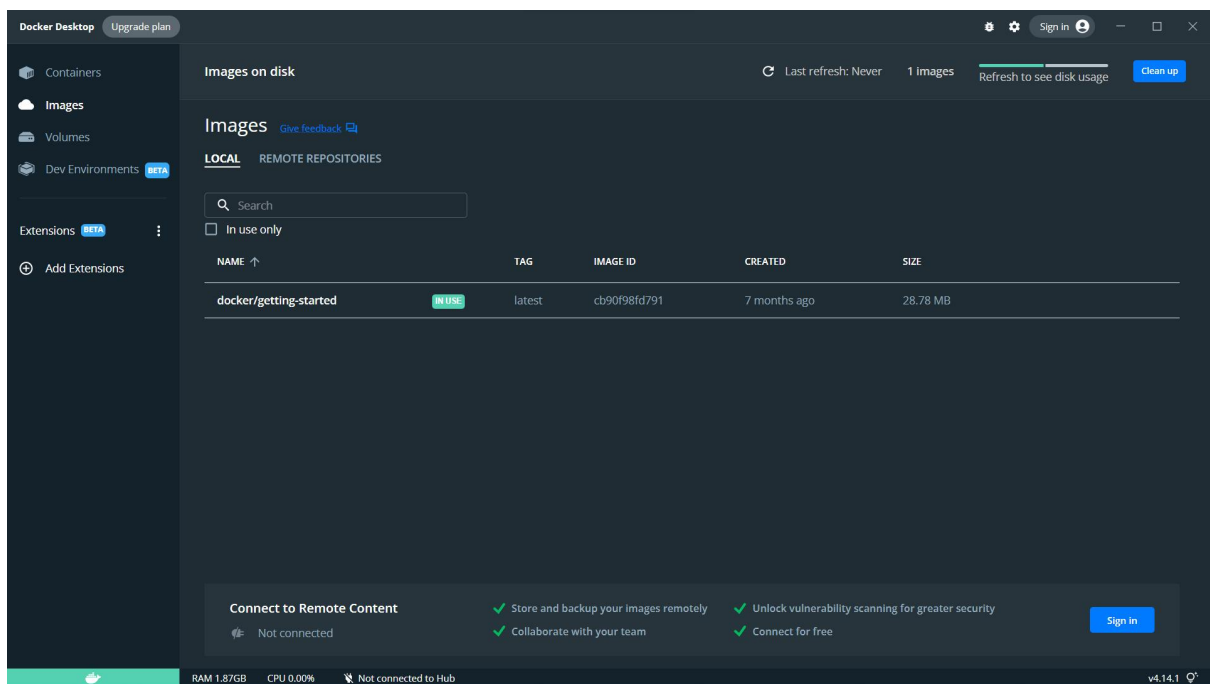 Docker Desktop Upgrade plan Sign in
Containers
Images
Volumes
Dev Environments BETA
Extensions BETA
Add Extensions
Images on disk Last refresh: Never 1 images Refresh to see disk usage Clean up
Images Give feedback
LOCAL REMOTE REPOSITORIES
Search
In use only
NAME TAG IMAGE ID CREATED SIZE
docker/getting-started IN USE latest cb90f98fd791 7 months ago 28.78 MB
Connect to Remote Content
Not connected
Store and backup your images remotely
Collaborate with your team
Unlock vulnerability scanning for greater security
Connect for free
Sign in
RAM 1.87GB CPU 0.00% Not connected to Hub v4.14.1